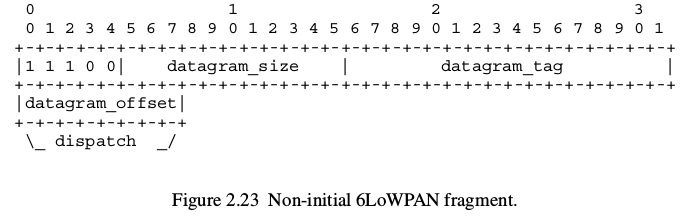 0                   1                   2                   3
0 1 2 3 4 5 6 7 8 9 0 1 2 3 4 5 6 7 8 9 0 1 2 3 4 5 6 7 8 9 0 1
+-+-+-+-+-+-+-+-+-+-+-+-+-+-+-+-+-+-+-+-+-+-+-+-+-+-+-+-+-+-+-+-+
|1 1 1 0 0|    datagram_size    |         datagram_tag          |
+-+-+-+-+-+-+-+-+-+-+-+-+-+-+-+-+-+-+-+-+-+-+-+-+-+-+-+-+-+-+-+-+
|datagram_offset|
+-+-+-+-+-+-+-+-+
\_ dispatch _/
Figure 2.23 Non-initial 6LoWPAN fragment.